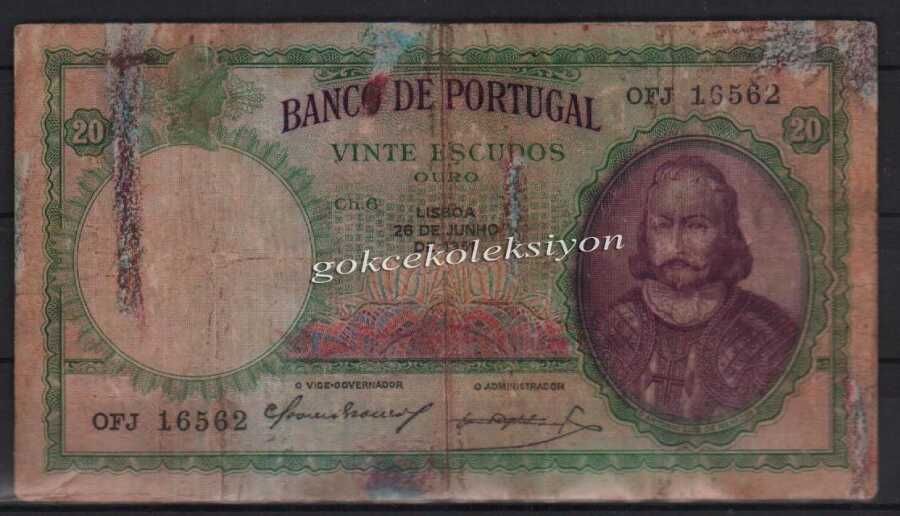 BANCO DE PORTUGAL
OFJ 16562
20
20
VINTE ESCUDOS
OURO
Ch. 6
LISBOA
26 DE JUNHO
DE
gokcekoleksiyon
O VICE-GOVERNADOR
O ADMINISTRADOR
OFJ 16562